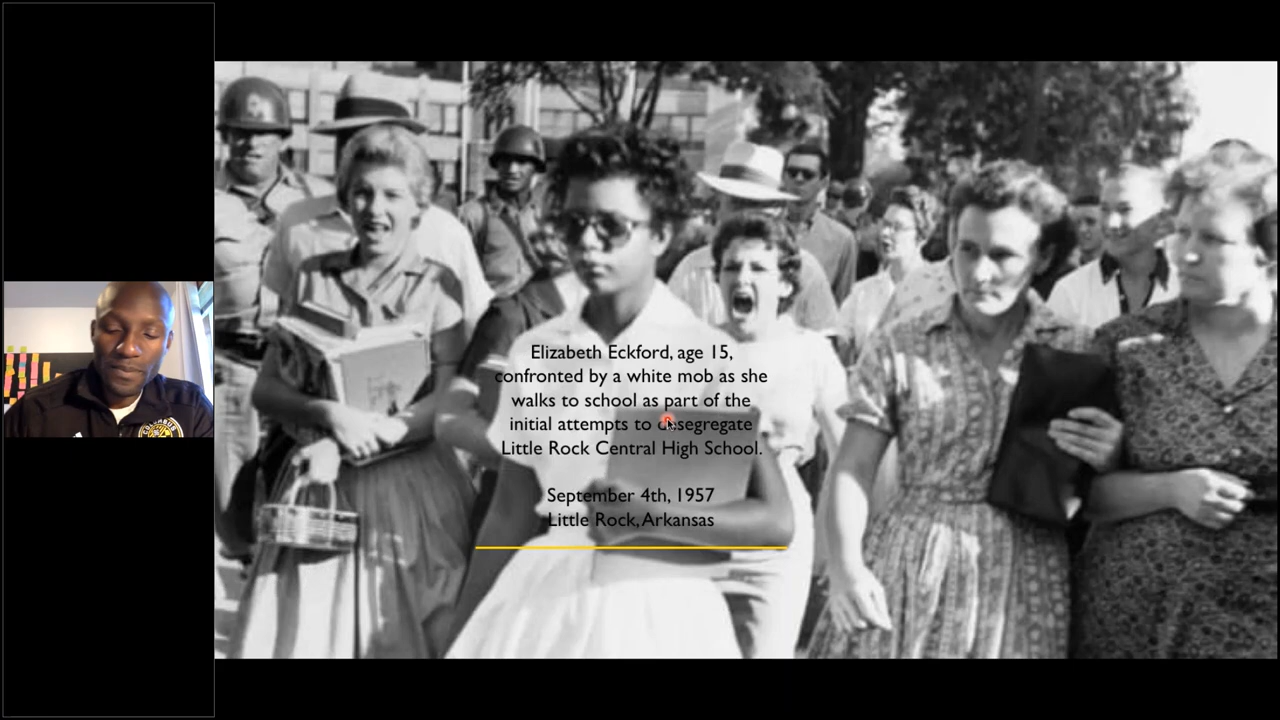 Elizabeth Eckford, age 15,
confronted by a white mob as she
walks to school as part of the
initial attempts to desegregate
Little Rock Central High School.
September 4th, 1957
Little Rock, Arkansas
COLUMBUS